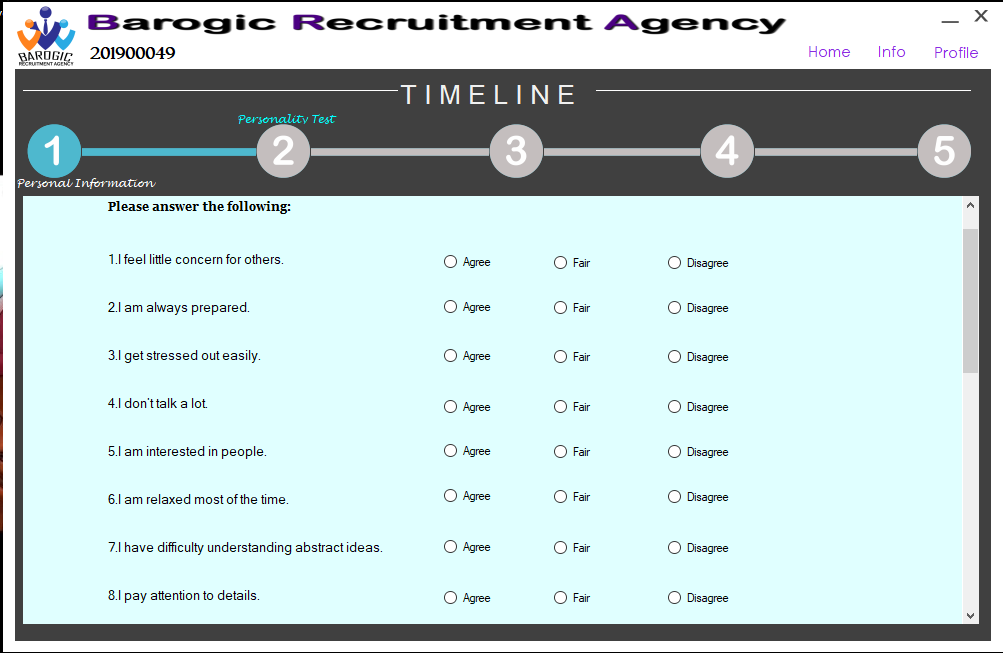 Barogic Recruitment Agency
BAROGIC
RECRUITMENT AGENCY
201900049
Home Info Profile
TIMELINE
Personality Test
1 2 3 4 5
Personal Information
Please answer the following:
1.I feel little concern for others. Agree Fair Disagree
2.I am always prepared. Agree Fair Disagree
3.I get stressed out easily. Agree Fair Disagree
4.I don't talk a lot. Agree Fair Disagree
5.I am interested in people. Agree Fair Disagree
6.I am relaxed most of the time. Agree Fair Disagree
7.I have difficulty understanding abstract ideas. Agree Fair Disagree
8.I pay attention to details. Agree Fair Disagree